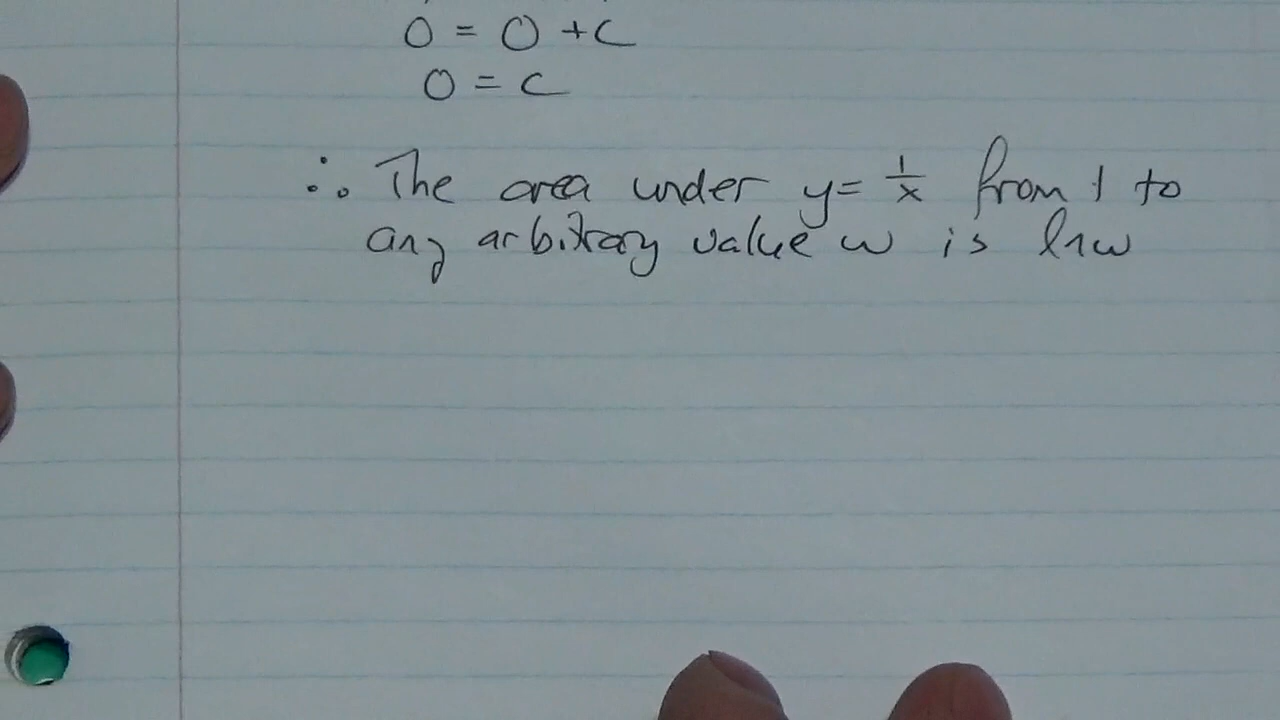 0 = 0 + C
0 = C
∴ The area under y = 1/x from 1 to
any arbitrary value w is ln w